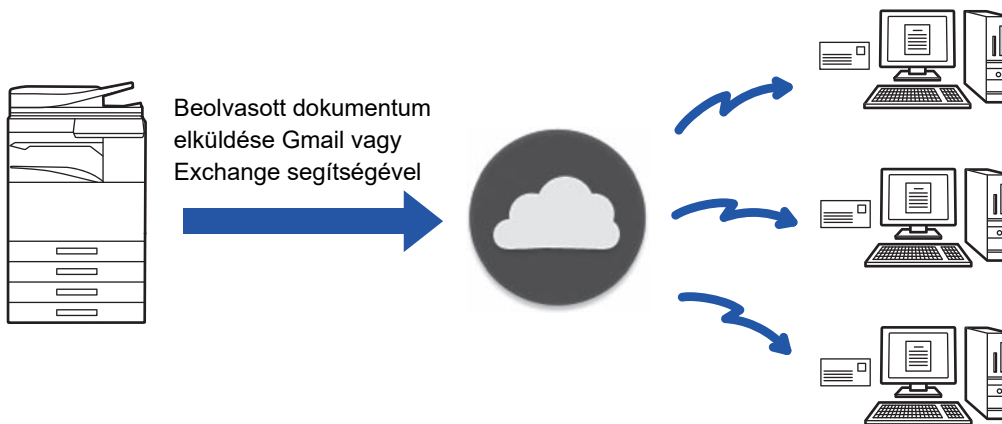 Beolvasott dokumentum
elküldése Gmail vagy
Exchange segítségével